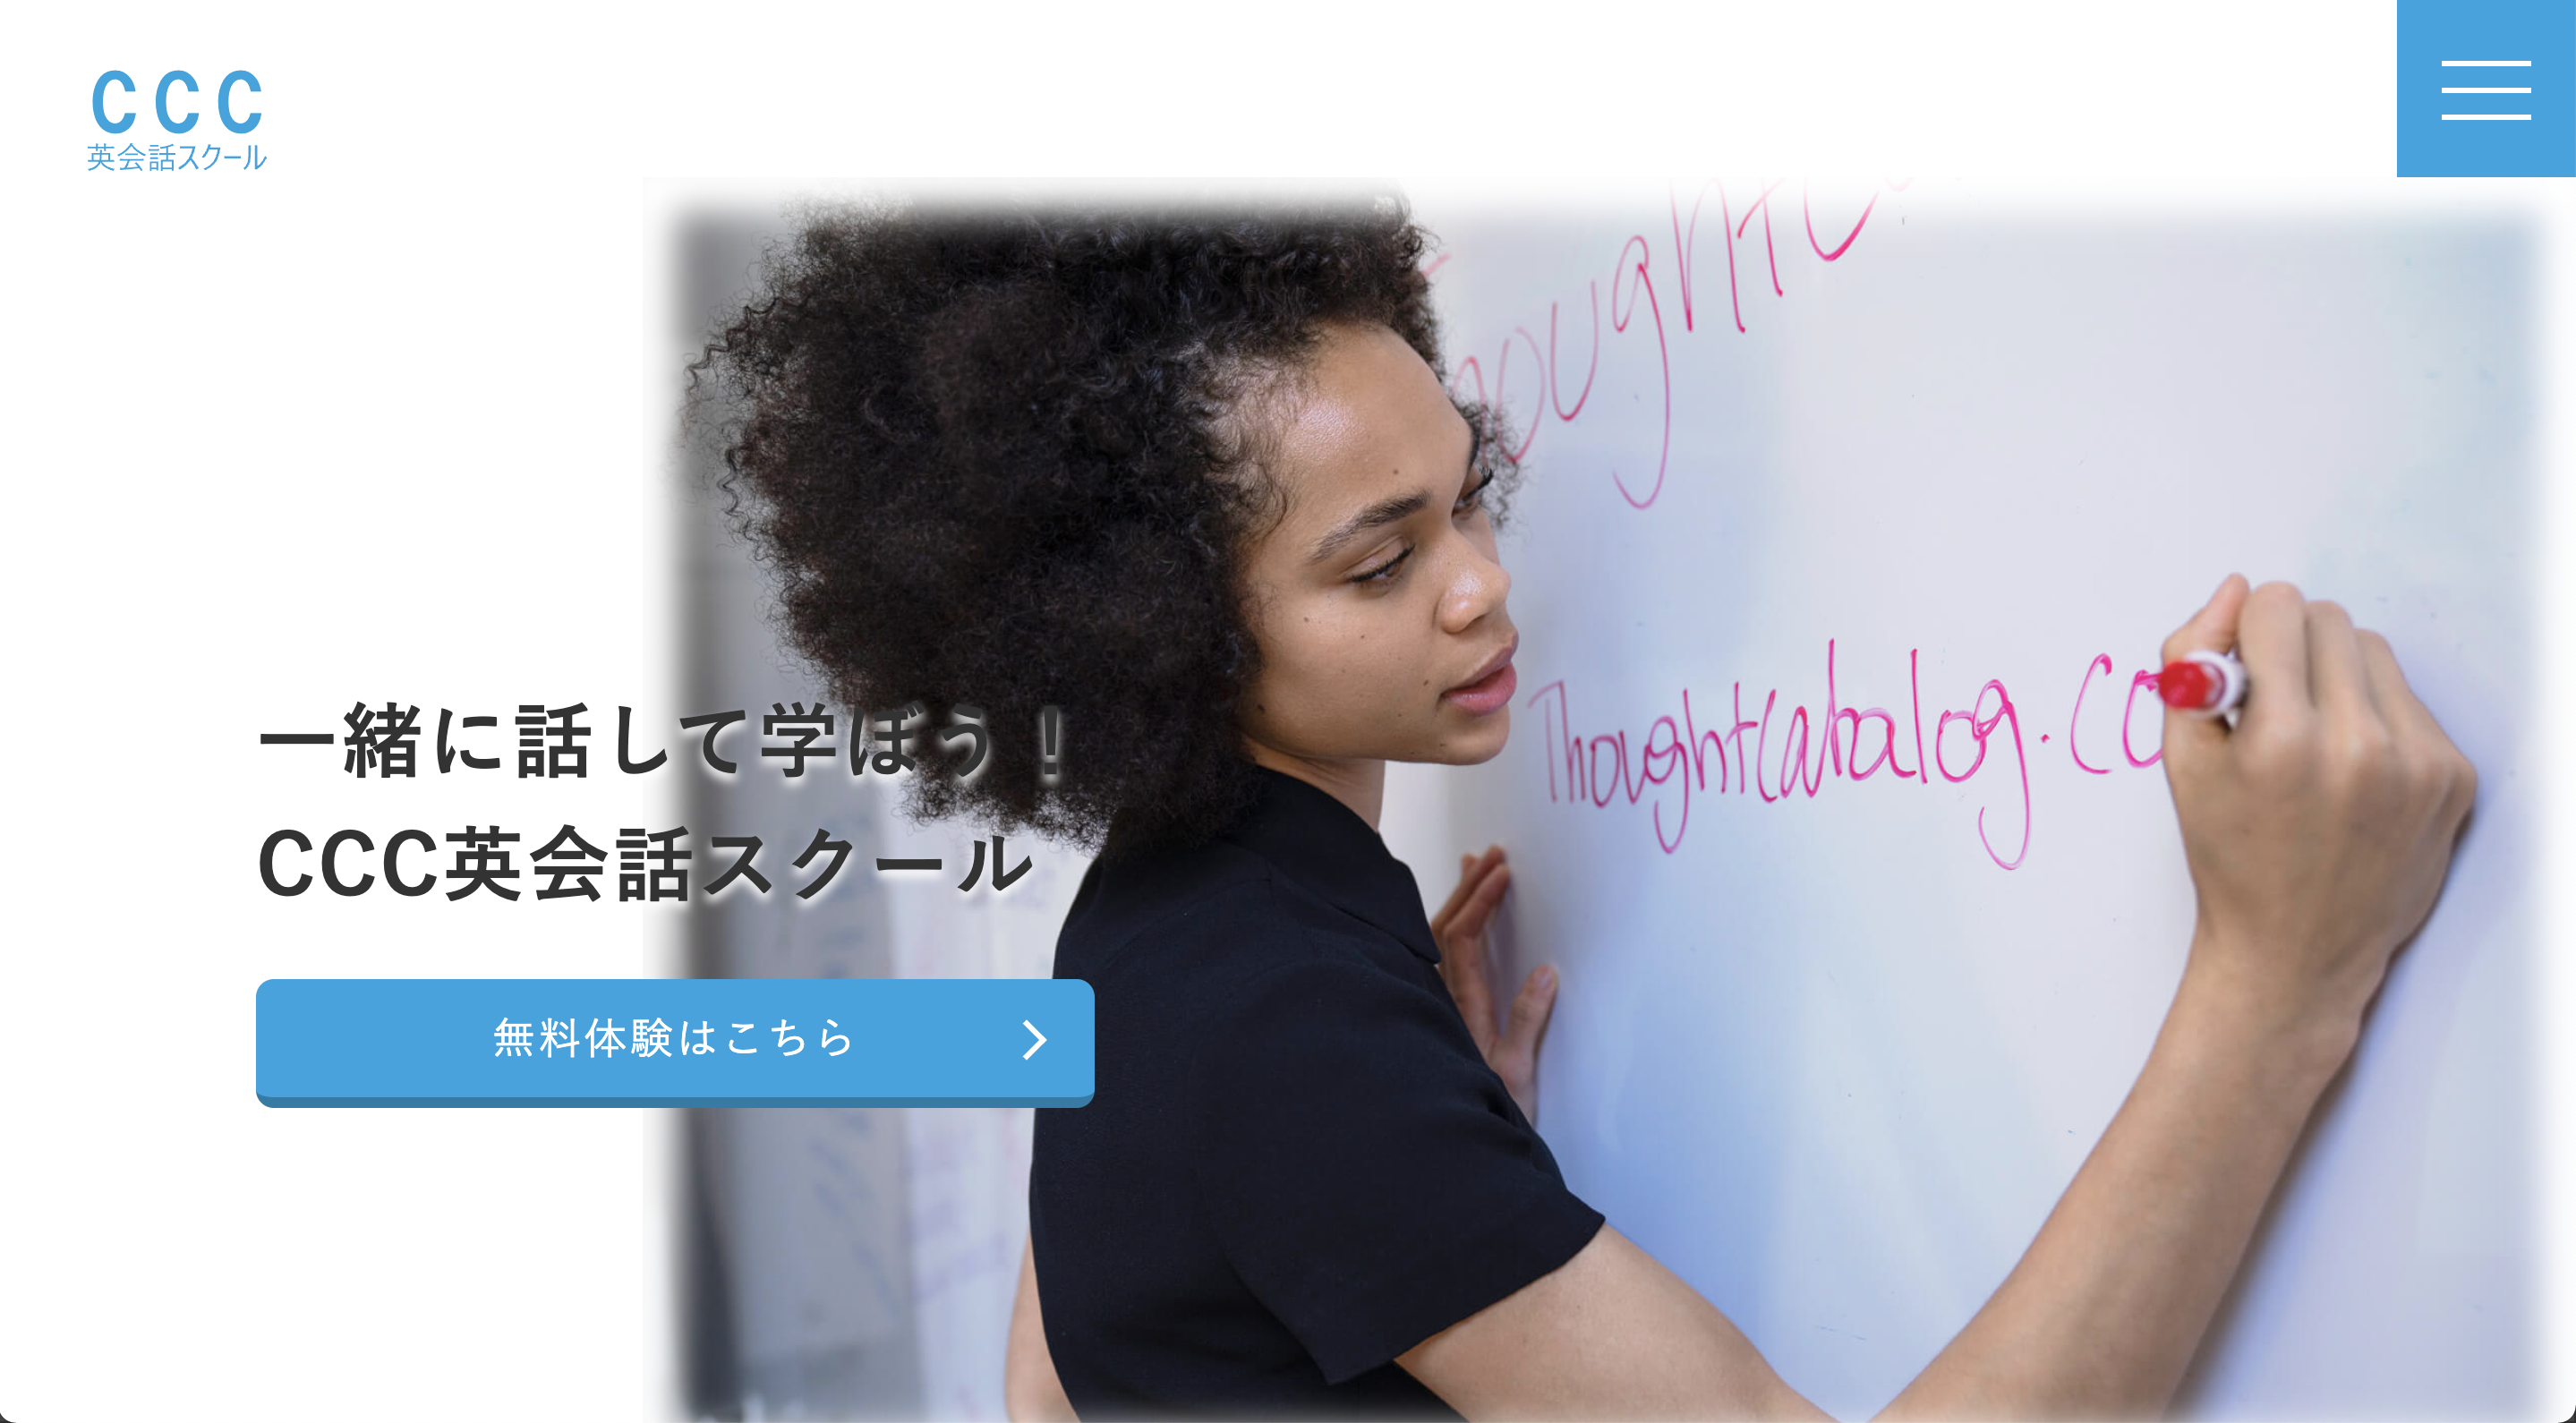 CCC
英会話スクール
ought
一緒に話して学ぼう！
CCC英会話スクール
Thoughtcatalog.co
無料体験はこちら